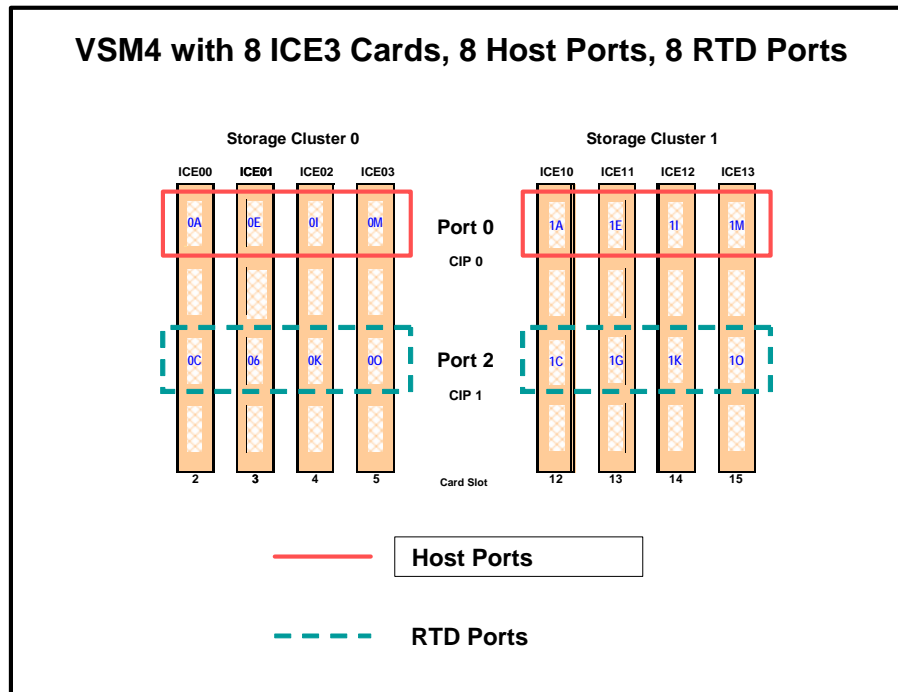 VSM4 with 8 ICE3 Cards, 8 Host Ports, 8 RTD Ports
Storage Cluster 0 Storage Cluster 1
ICE00 ICE01 ICE02 ICE03 ICE10 ICE11 ICE12 ICE13
0A 0E 0I 0M Port 0 1A 1E 1I 1M
CIP 0
0C 06 0K 0O Port 2 1C 1G 1K 1O
CIP 1
2 3 4 5 Card Slot 12 13 14 15
Host Ports
RTD Ports